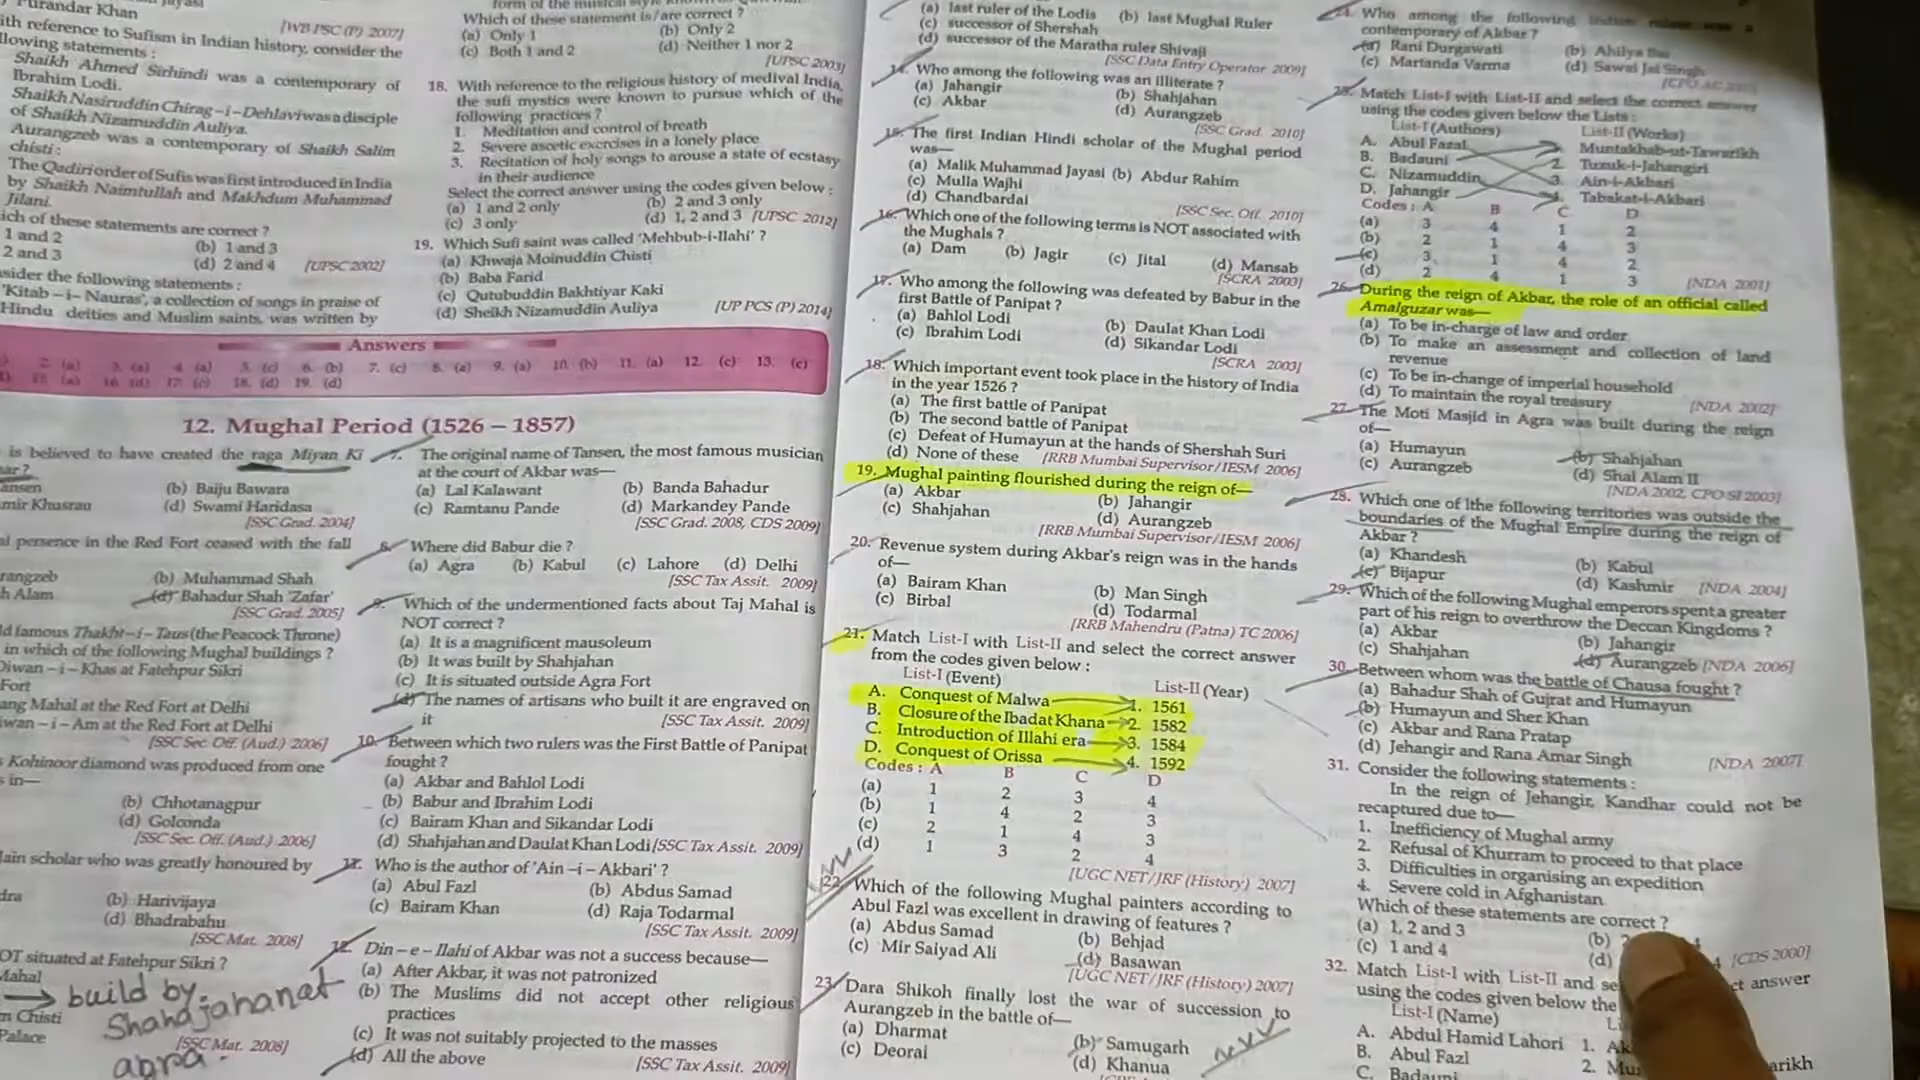 Purandar Khan
[WB PSC (P) 2007]
ith reference to Sufism in Indian history, consider the
llowing statements :
Shaikh Ahmed Sirhindi was a contemporary of
Ibrahim Lodi.
Shaikh Nasiruddin Chirag-i-Dehlavi was a disciple
of Shaikh Nizamuddin Auliya.
Aurangzeb was a contemporary of Shaikh Salim
chisti :
The Qadiri order of Sufis was first introduced in India
by Shaikh Naimtullah and Makhdum Muhammad
Jilani.
ich of these statements are correct ?
1 and 2 (b) 1 and 3
2 and 3 (d) 2 and 4 [UPSC 2002]
sider the following statements :
'Kitab-i-Nauras', a collection of songs in praise of
Hindu deities and Muslim saints, was written by
Which of these statement is/are correct ?
(a) Only 1 (b) Only 2
(c) Both 1 and 2 (d) Neither 1 nor 2
[UPSC 2003]
18. With reference to the religious history of medival India,
the sufi mystics were known to pursue which of the
following practices ?
1. Meditation and control of breath
2. Severe ascetic exercises in a lonely place
3. Recitation of holy songs to arouse a state of ecstasy
in their audience
Select the correct answer using the codes given below :
(a) 1 and 2 only (b) 2 and 3 only
(c) 3 only (d) 1, 2 and 3 [UPSC 2012]
19. Which Sufi saint was called 'Mehbub-i-Ilahi' ?
(a) Khwaja Moinuddin Chisti
(b) Baba Farid
(c) Qutubuddin Bakhtiyar Kaki
(d) Sheikh Nizamuddin Auliya [UP PCS (P) 2014]
Answers
2. (a) 3. (a) 4. (a) 5. (c) 6. (b) 7. (c) 8. (a) 9. (a) 10. (b) 11. (a) 12. (c) 13. (c)
15. (a) 16. (d) 17. (c) 18. (d) 19. (d)
12. Mughal Period (1526 – 1857)
is believed to have created the raga Miyan Ki
ar ?
ansen (b) Baiju Bawara
mir Khusrau (d) Swami Haridasa
[SSC Grad. 2004]
al persence in the Red Fort ceased with the fall
rangzeb (b) Muhammad Shah
h Alam (d) Bahadur Shah 'Zafar'
[SSC Grad. 2005]
ld famous Thakht-i-Taus (the Peacock Throne)
in which of the following Mughal buildings ?
Diwan-i-Khas at Fatehpur Sikri
Fort
ang Mahal at the Red Fort at Delhi
wan-i-Am at the Red Fort at Delhi
[SSC Sec. Off. (Aud.) 2006]
s Kohinoor diamond was produced from one
s in—
(b) Chhotanagpur
(d) Golconda
[SSC Sec. Off. (Aud.) 2006]
lain scholar who was greatly honoured by
dra (b) Harivijaya
(d) Bhadrabahu
[SSC Mat. 2008]
OT situated at Fatehpur Sikri ?
Mahal
→ build by
Shahajahanat
agra.
m Chisti
Palace [SSC Mat. 2008]
7. The original name of Tansen, the most famous musician
at the court of Akbar was—
(a) Lal Kalawant (b) Banda Bahadur
(c) Ramtanu Pande (d) Markandey Pande
[SSC Grad. 2008, CDS 2009]
8. Where did Babur die ?
(a) Agra (b) Kabul (c) Lahore (d) Delhi
[SSC Tax Assit. 2009]
9. Which of the undermentioned facts about Taj Mahal is
NOT correct ?
(a) It is a magnificent mausoleum
(b) It was built by Shahjahan
(c) It is situated outside Agra Fort
(d) The names of artisans who built it are engraved on
it [SSC Tax Assit. 2009]
10. Between which two rulers was the First Battle of Panipat
fought ?
(a) Akbar and Bahlol Lodi
(b) Babur and Ibrahim Lodi
(c) Bairam Khan and Sikandar Lodi
(d) Shahjahan and Daulat Khan Lodi [SSC Tax Assit. 2009]
11. Who is the author of 'Ain-i-Akbari' ?
(a) Abul Fazl (b) Abdus Samad
(c) Bairam Khan (d) Raja Todarmal
[SSC Tax Assit. 2009]
12. Din-e-Ilahi of Akbar was not a success because—
(a) After Akbar, it was not patronized
(b) The Muslims did not accept other religious
practices
(c) It was not suitably projected to the masses
(d) All the above [SSC Tax Assit. 2009]
(a) last ruler of the Lodis (b) last Mughal Ruler
(c) successor of Shershah
(d) successor of the Maratha ruler Shivaji
[SSC Data Entry Operator 2009]
14. Who among the following was an illiterate ?
(a) Jahangir (b) Shahjahan
(c) Akbar (d) Aurangzeb
[SSC Grad. 2010]
15. The first Indian Hindi scholar of the Mughal period
was—
(a) Malik Muhammad Jayasi (b) Abdur Rahim
(c) Mulla Wajhi
(d) Chandbardai
[SSC Sec. Off. 2010]
16. Which one of the following terms is NOT associated with
the Mughals ?
(a) Dam (b) Jagir (c) Jital (d) Mansab
[SCRA 2003]
17. Who among the following was defeated by Babur in the
first Battle of Panipat ?
(a) Bahlol Lodi (b) Daulat Khan Lodi
(c) Ibrahim Lodi (d) Sikandar Lodi
[SCRA 2003]
18. Which important event took place in the history of India
in the year 1526 ?
(a) The first battle of Panipat
(b) The second battle of Panipat
(c) Defeat of Humayun at the hands of Shershah Suri
(d) None of these [RRB Mumbai Supervisor/IESM 2006]
19. Mughal painting flourished during the reign of—
(a) Akbar (b) Jahangir
(c) Shahjahan (d) Aurangzeb
[RRB Mumbai Supervisor/IESM 2006]
20. Revenue system during Akbar's reign was in the hands
of—
(a) Bairam Khan (b) Man Singh
(c) Birbal (d) Todarmal
[RRB Mahendru (Patna) TC 2006]
21. Match List-I with List-II and select the correct answer
from the codes given below :
List-I (Event) List-II (Year)
A. Conquest of Malwa 1. 1561
B. Closure of the Ibadat Khana 2. 1582
C. Introduction of Illahi era 3. 1584
D. Conquest of Orissa 4. 1592
Codes : A B C D
(a) 1 2 3 4
(b) 1 4 2 3
(c) 2 1 4 3
(d) 1 3 2 4
[UGC NET/JRF (History) 2007]
22. Which of the following Mughal painters according to
Abul Fazl was excellent in drawing of features ?
(a) Abdus Samad (b) Behjad
(c) Mir Saiyad Ali (d) Basawan
[UGC NET/JRF (History) 2007]
23. Dara Shikoh finally lost the war of succession to
Aurangzeb in the battle of—
(a) Dharmat (b) Samugarh
(c) Deorai (d) Khanua
24. Who among the following Indian ruler was a
contemporary of Akbar ?
(a) Rani Durgawati (b) Ahilya Bai
(c) Martanda Varma (d) Sawai Jai Singh
25. Match List-I with List-II and select the correct answer
using the codes given below the Lists :
List-I (Authors) List-II (Works)
A. Abul Fazal 1. Muntakhab-ut-Tawarikh
B. Badauni 2. Tuzuk-i-Jahangiri
C. Nizamuddin 3. Ain-i-Akbari
D. Jahangir 4. Tabakat-i-Akbari
Codes : A B C D
(a) 3 4 1 2
(b) 2 1 4 3
(c) 3 1 4 2
(d) 2 4 1 3
[NDA 2001]
26. During the reign of Akbar, the role of an official called
Amalguzar was—
(a) To be in-charge of law and order
(b) To make an assessment and collection of land
revenue
(c) To be in-change of imperial household
(d) To maintain the royal treasury [NDA 2002]
27. The Moti Masjid in Agra was built during the reign
of—
(a) Humayun (b) Shahjahan
(c) Aurangzeb (d) Shal Alam II
[NDA 2002, CPO SI 2003]
28. Which one of lthe following territories was outside the
boundaries of the Mughal Empire during the reign of
Akbar ?
(a) Khandesh (b) Kabul
(c) Bijapur (d) Kashmir [NDA 2004]
29. Which of the following Mughal emperors spent a greater
part of his reign to overthrow the Deccan Kingdoms ?
(a) Akbar (b) Jahangir
(c) Shahjahan (d) Aurangzeb [NDA 2006]
30. Between whom was the battle of Chausa fought ?
(a) Bahadur Shah of Gujrat and Humayun
(b) Humayun and Sher Khan
(c) Akbar and Rana Pratap
(d) Jehangir and Rana Amar Singh [NDA 2007]
31. Consider the following statements :
In the reign of Jehangir, Kandhar could not be
recaptured due to—
1. Inefficiency of Mughal army
2. Refusal of Khurram to proceed to that place
3. Difficulties in organising an expedition
4. Severe cold in Afghanistan
Which of these statements are correct ?
(a) 1, 2 and 3 (b)
(c) 1 and 4 (d) [CDS 2000]
32. Match List-I with List-II and se ct answer
using the codes given below the
List-I (Name)
A. Abdul Hamid Lahori 1. Ak
B. Abul Fazl 2. Mu arikh
C. Badauni